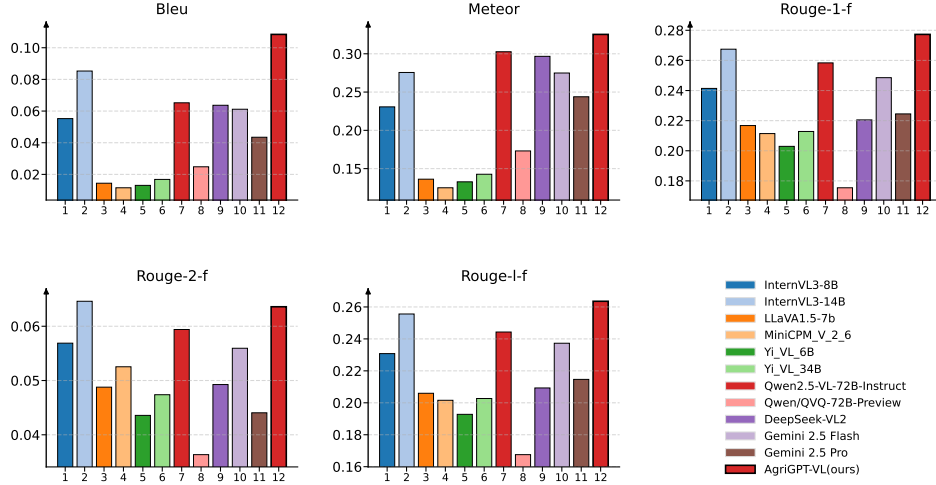 Bleu
0.10
0.08
0.06
0.04
0.02
1 2 3 4 5 6 7 8 9 10 11 12
Meteor
0.30
0.25
0.20
0.15
1 2 3 4 5 6 7 8 9 10 11 12
Rouge-1-f
0.28
0.26
0.24
0.22
0.20
0.18
1 2 3 4 5 6 7 8 9 10 11 12
Rouge-2-f
0.06
0.05
0.04
1 2 3 4 5 6 7 8 9 10 11 12
Rouge-l-f
0.26
0.24
0.22
0.20
0.18
0.16
1 2 3 4 5 6 7 8 9 10 11 12
InternVL3-8B
InternVL3-14B
LLaVA1.5-7b
MiniCPM_V_2_6
Yi_VL_6B
Yi_VL_34B
Qwen2.5-VL-72B-Instruct
Qwen/QVQ-72B-Preview
DeepSeek-VL2
Gemini 2.5 Flash
Gemini 2.5 Pro
AgriGPT-VL(ours)